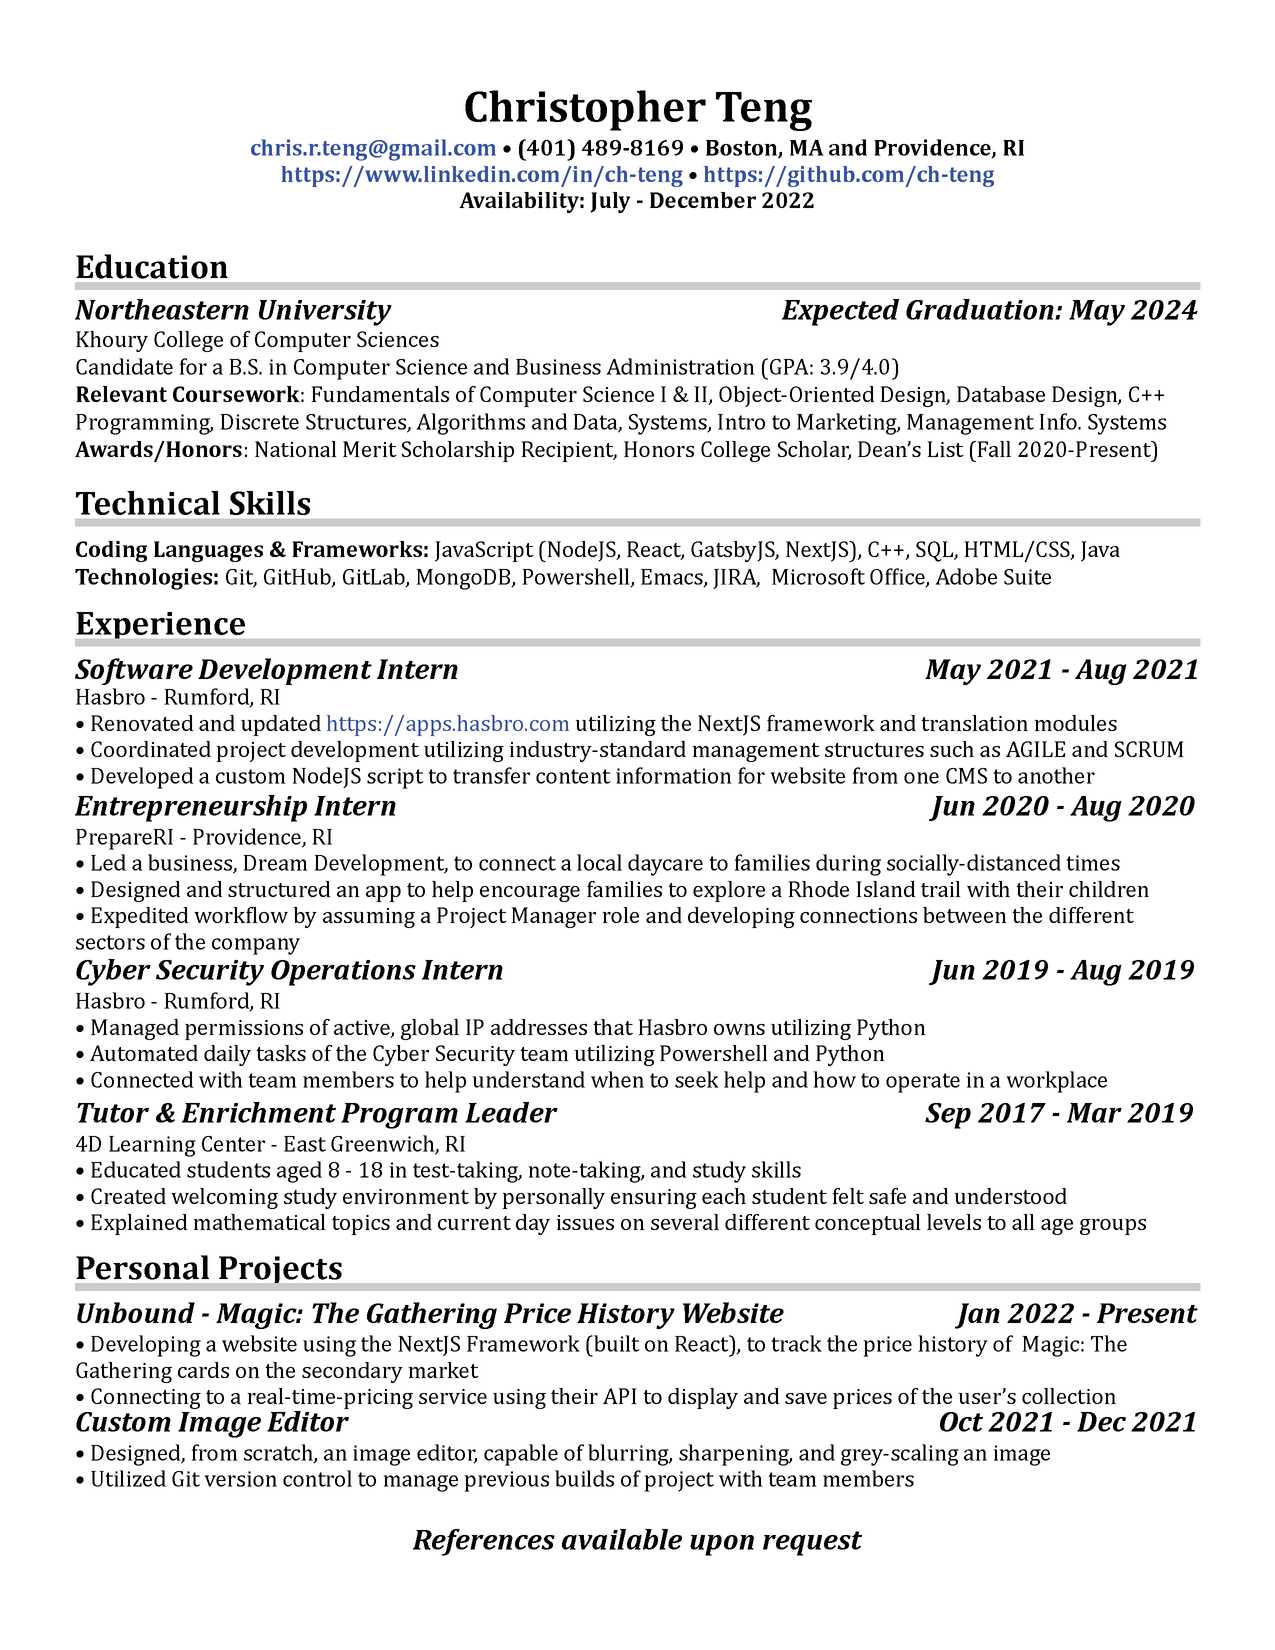 Christopher Teng
chris.r.teng@gmail.com • (401) 489-8169 • Boston, MA and Providence, RI
https://www.linkedin.com/in/ch-teng • https://github.com/ch-teng
Availability: July - December 2022
Education
Northeastern University Expected Graduation: May 2024
Khoury College of Computer Sciences
Candidate for a B.S. in Computer Science and Business Administration (GPA: 3.9/4.0)
Relevant Coursework: Fundamentals of Computer Science I & II, Object-Oriented Design, Database Design, C++
Programming, Discrete Structures, Algorithms and Data, Systems, Intro to Marketing, Management Info. Systems
Awards/Honors: National Merit Scholarship Recipient, Honors College Scholar, Dean’s List (Fall 2020-Present)
Technical Skills
Coding Languages & Frameworks: JavaScript (NodeJS, React, GatsbyJS, NextJS), C++, SQL, HTML/CSS, Java
Technologies: Git, GitHub, GitLab, MongoDB, Powershell, Emacs, JIRA,  Microsoft Office, Adobe Suite
Experience
Software Development Intern May 2021 - Aug 2021
Hasbro - Rumford, RI
• Renovated and updated https://apps.hasbro.com utilizing the NextJS framework and translation modules
• Coordinated project development utilizing industry-standard management structures such as AGILE and SCRUM
• Developed a custom NodeJS script to transfer content information for website from one CMS to another
Entrepreneurship Intern Jun 2020 - Aug 2020
PrepareRI - Providence, RI
• Led a business, Dream Development, to connect a local daycare to families during socially-distanced times
• Designed and structured an app to help encourage families to explore a Rhode Island trail with their children
• Expedited workflow by assuming a Project Manager role and developing connections between the different
sectors of the company
Cyber Security Operations Intern Jun 2019 - Aug 2019
Hasbro - Rumford, RI
• Managed permissions of active, global IP addresses that Hasbro owns utilizing Python
• Automated daily tasks of the Cyber Security team utilizing Powershell and Python
• Connected with team members to help understand when to seek help and how to operate in a workplace
Tutor & Enrichment Program Leader Sep 2017 - Mar 2019
4D Learning Center - East Greenwich, RI
• Educated students aged 8 - 18 in test-taking, note-taking, and study skills
• Created welcoming study environment by personally ensuring each student felt safe and understood
• Explained mathematical topics and current day issues on several different conceptual levels to all age groups
Personal Projects
Unbound - Magic: The Gathering Price History Website Jan 2022 - Present
• Developing a website using the NextJS Framework (built on React), to track the price history of  Magic: The
Gathering cards on the secondary market
• Connecting to a real-time-pricing service using their API to display and save prices of the user’s collection
Custom Image Editor Oct 2021 - Dec 2021
• Designed, from scratch, an image editor, capable of blurring, sharpening, and grey-scaling an image
• Utilized Git version control to manage previous builds of project with team members
References available upon request